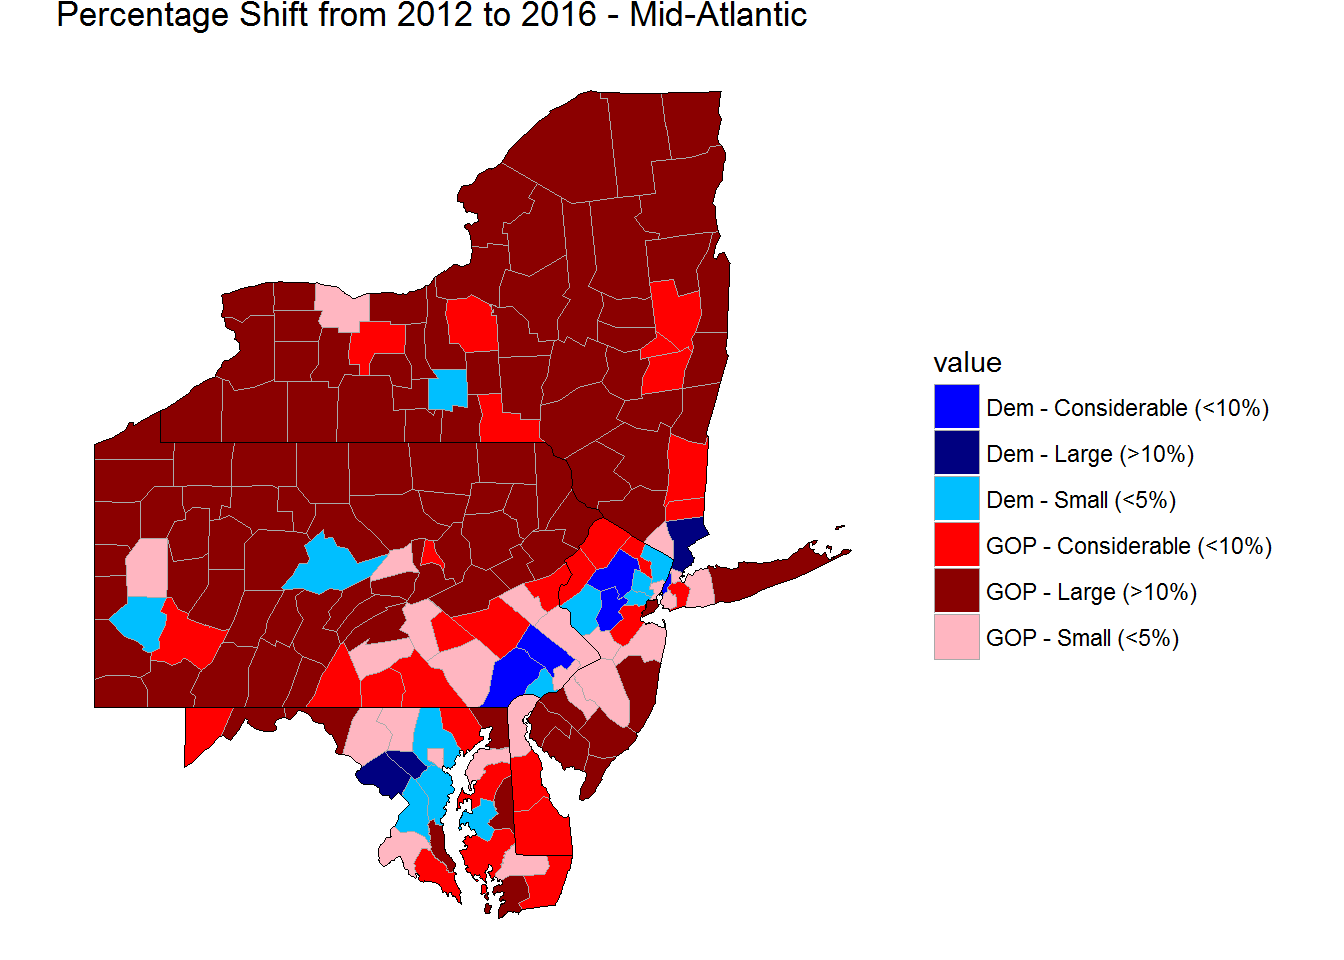 Percentage Shift from 2012 to 2016 - Mid-Atlantic
value
Dem - Considerable (<10%)
Dem - Large (>10%)
Dem - Small (<5%)
GOP - Considerable (<10%)
GOP - Large (>10%)
GOP - Small (<5%)